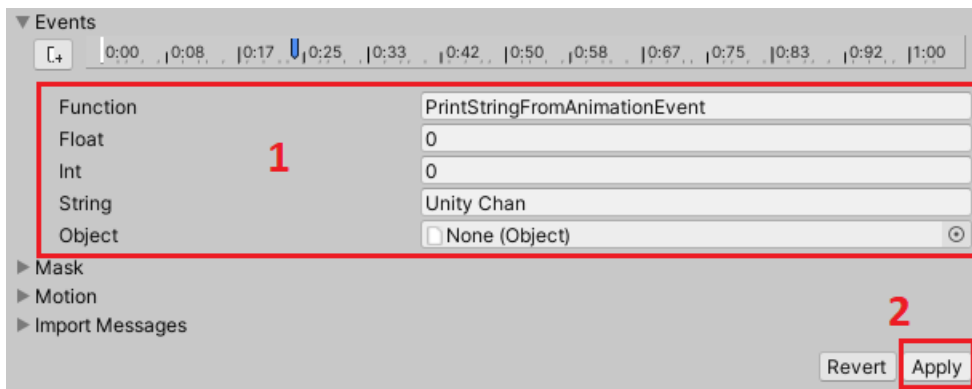 Events
0:00 0:08 0:17 0:25 0:33 0:42 0:50 0:58 0:67 0:75 0:83 0:92 1:00
Function PrintStringFromAnimationEvent
Float 0
1
Int 0
String Unity Chan
Object None (Object)
Mask
Motion
2
Import Messages
Revert Apply